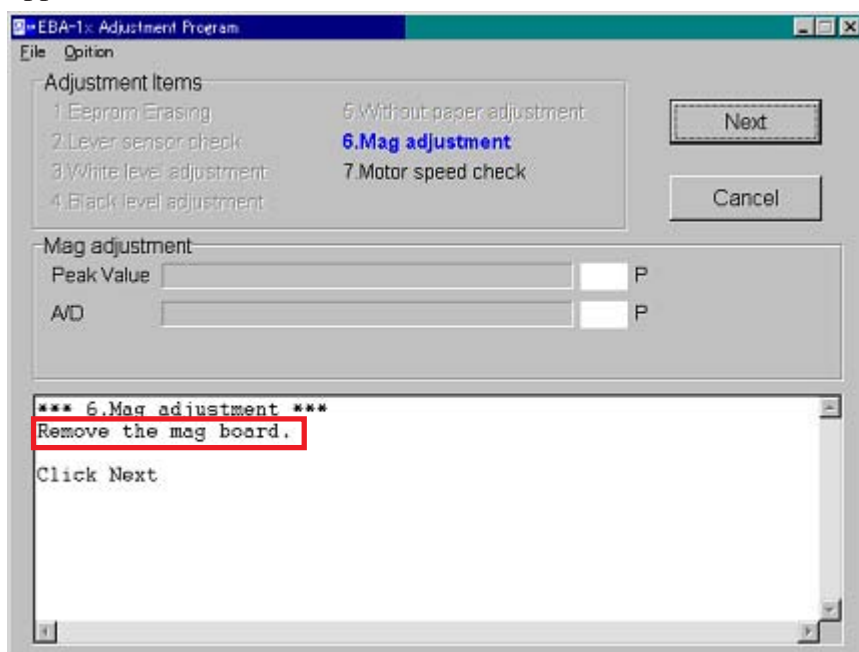 EBA-1x Adjustment Program
File Opition
Adjustment Items
1.Eeprom Erasing
2.Lever sensor check
3.White level adjustment
4.Black level adjustment
5.Without paper adjustment
6.Mag adjustment
7.Motor speed check
Next
Cancel
Mag adjustment
Peak Value P
A/D P
*** 6.Mag adjustment ***
Remove the mag board.
Click Next